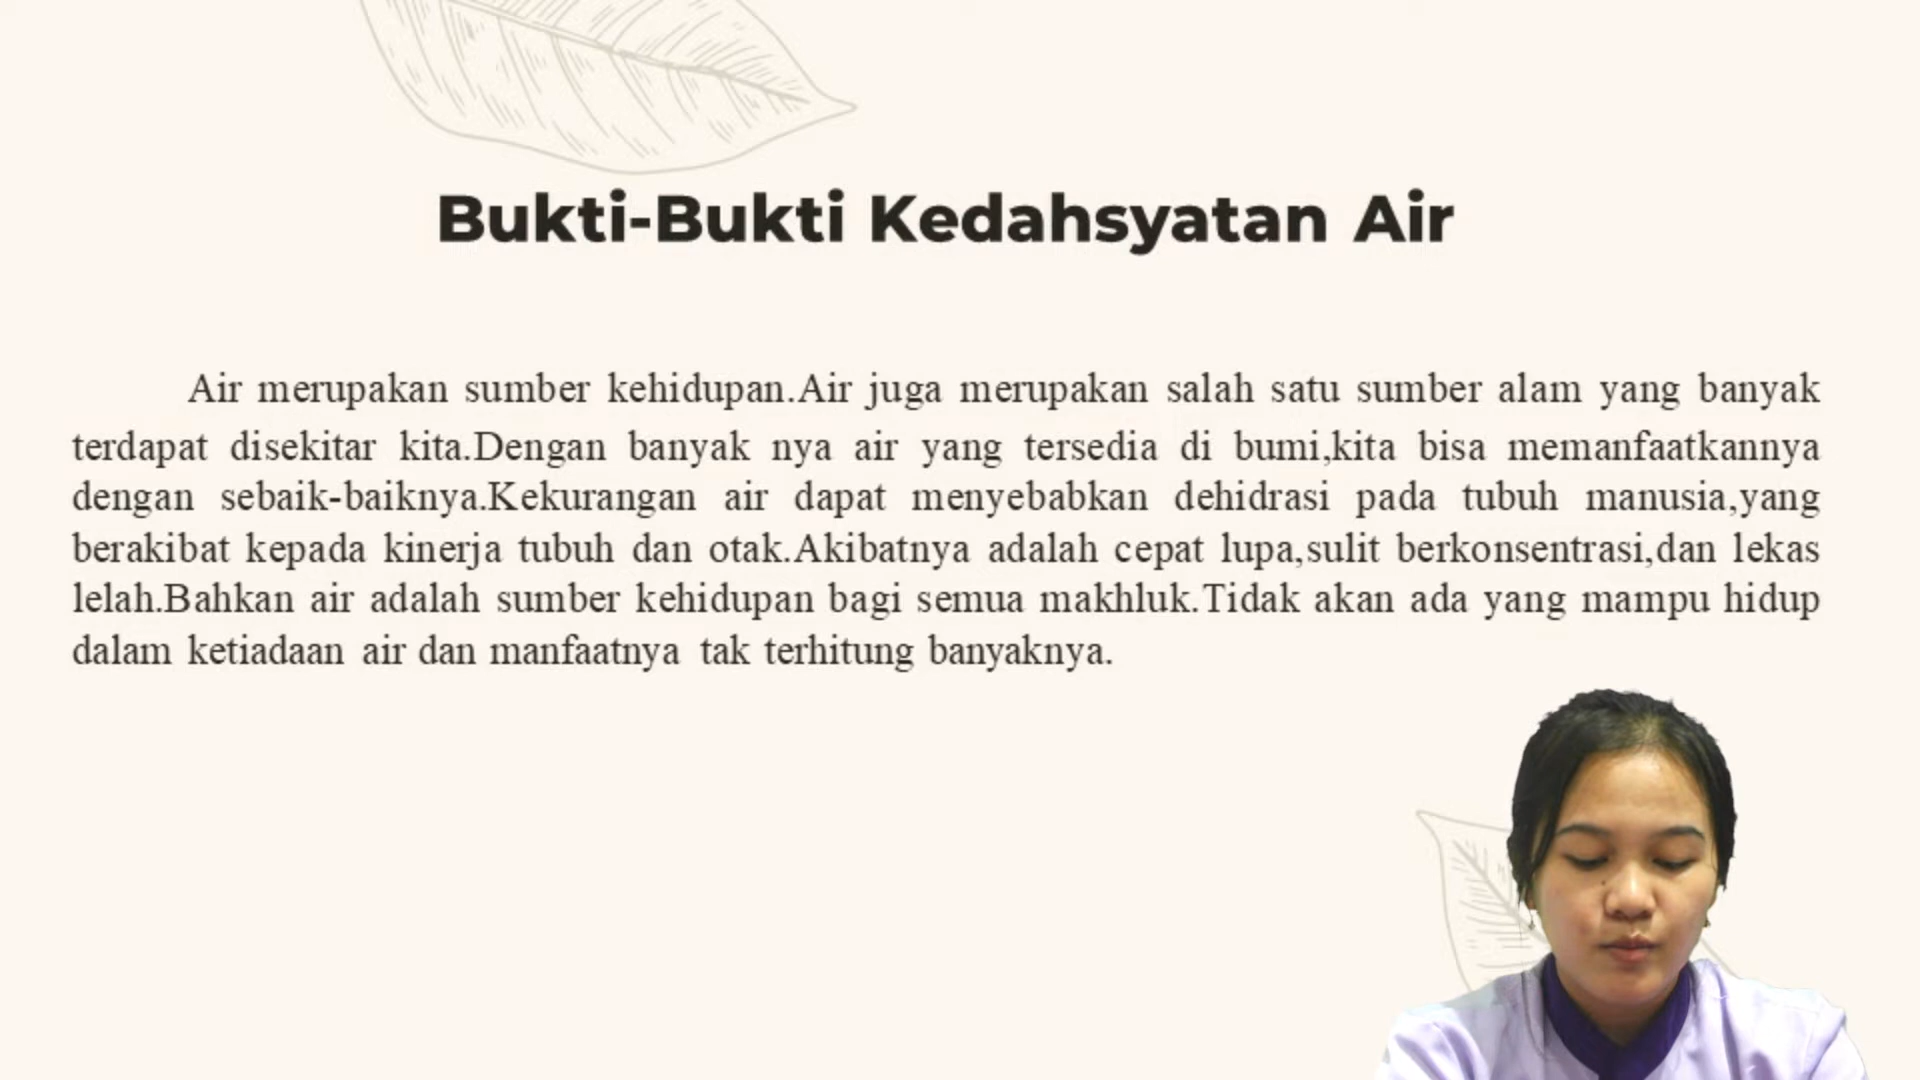 Bukti-Bukti Kedahsyatan Air
Air merupakan sumber kehidupan.Air juga merupakan salah satu sumber alam yang banyak
terdapat disekitar kita.Dengan banyak nya air yang tersedia di bumi,kita bisa memanfaatkannya
dengan sebaik-baiknya.Kekurangan air dapat menyebabkan dehidrasi pada tubuh manusia,yang
berakibat kepada kinerja tubuh dan otak.Akibatnya adalah cepat lupa,sulit berkonsentrasi,dan lekas
lelah.Bahkan air adalah sumber kehidupan bagi semua makhluk.Tidak akan ada yang mampu hidup
dalam ketiadaan air dan manfaatnya tak terhitung banyaknya.